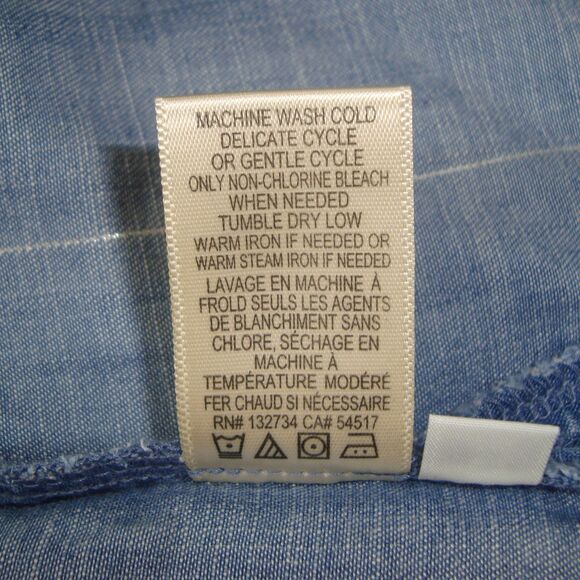 MACHINE WASH COLD
DELICATE CYCLE
OR GENTLE CYCLE
ONLY NON-CHLORINE BLEACH
WHEN NEEDED
TUMBLE DRY LOW
WARM IRON IF NEEDED OR
WARM STEAM IRON IF NEEDED
LAVAGE EN MACHINE À
FROLD SEULS LES AGENTS
DE BLANCHIMENT SANS
CHLORE, SÉCHAGE EN
MACHINE À
TEMPÉRATURE MODÉRÉ
FER CHAUD SI NÉCESSAIRE
RN# 132734 CA# 54517